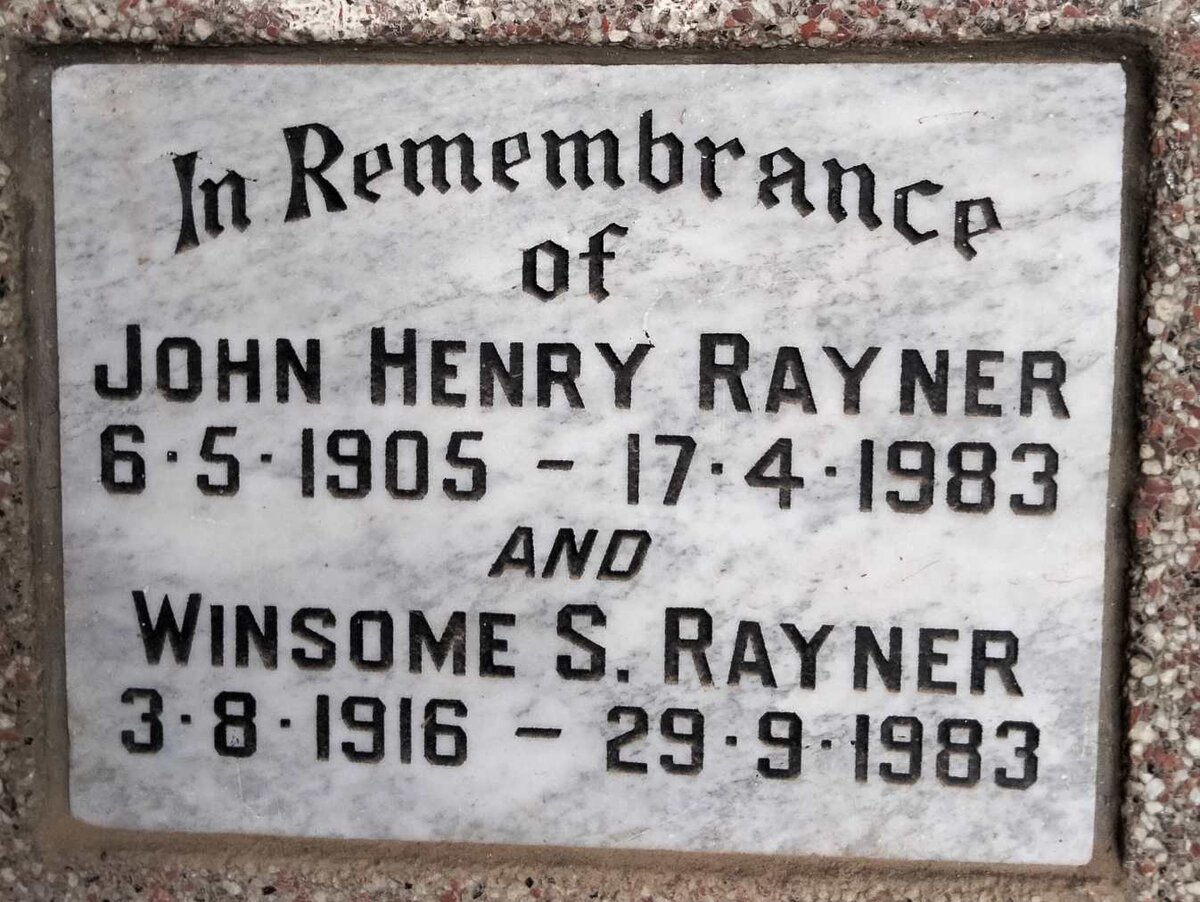 In Remembrance
of
JOHN HENRY RAYNER
6·5·1905 – 17·4·1983
AND
WINSOME S. RAYNER
3·8·1916 – 29·9·1983